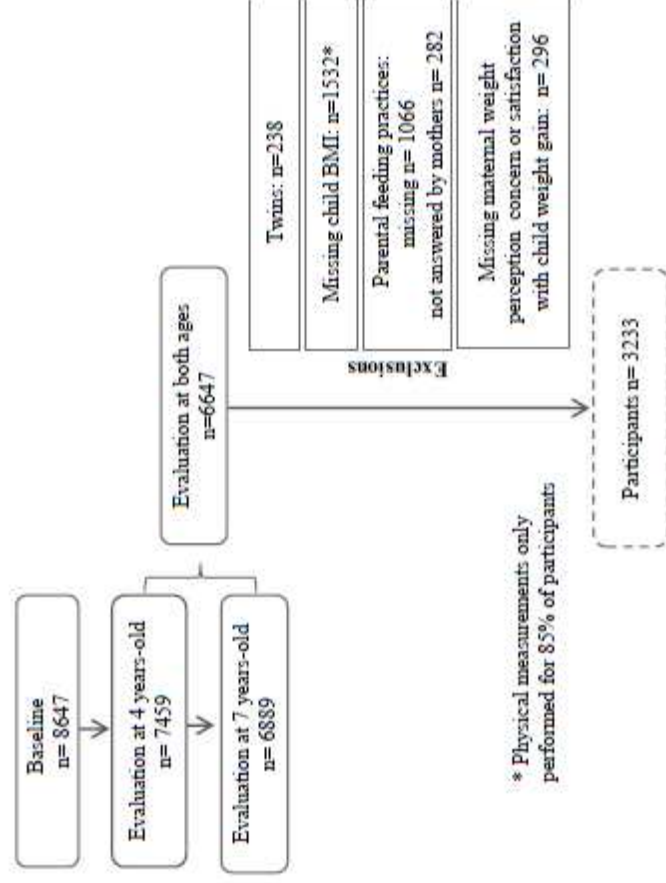 Baseline
n= 8647
Evaluation at 4 years-old
n= 7459
Evaluation at 7 years-old
n= 6889
Evaluation at both ages
n=6647
Exclusions
Twins: n=238
Missing child BMI: n=1532*
Parental feeding practices:
missing n= 1066
not answered by mothers n= 282
Missing maternal weight
perception concern or satisfaction
with child weight gain: n= 296
Participants n= 3233
* Physical measurements only
performed for 85% of participants